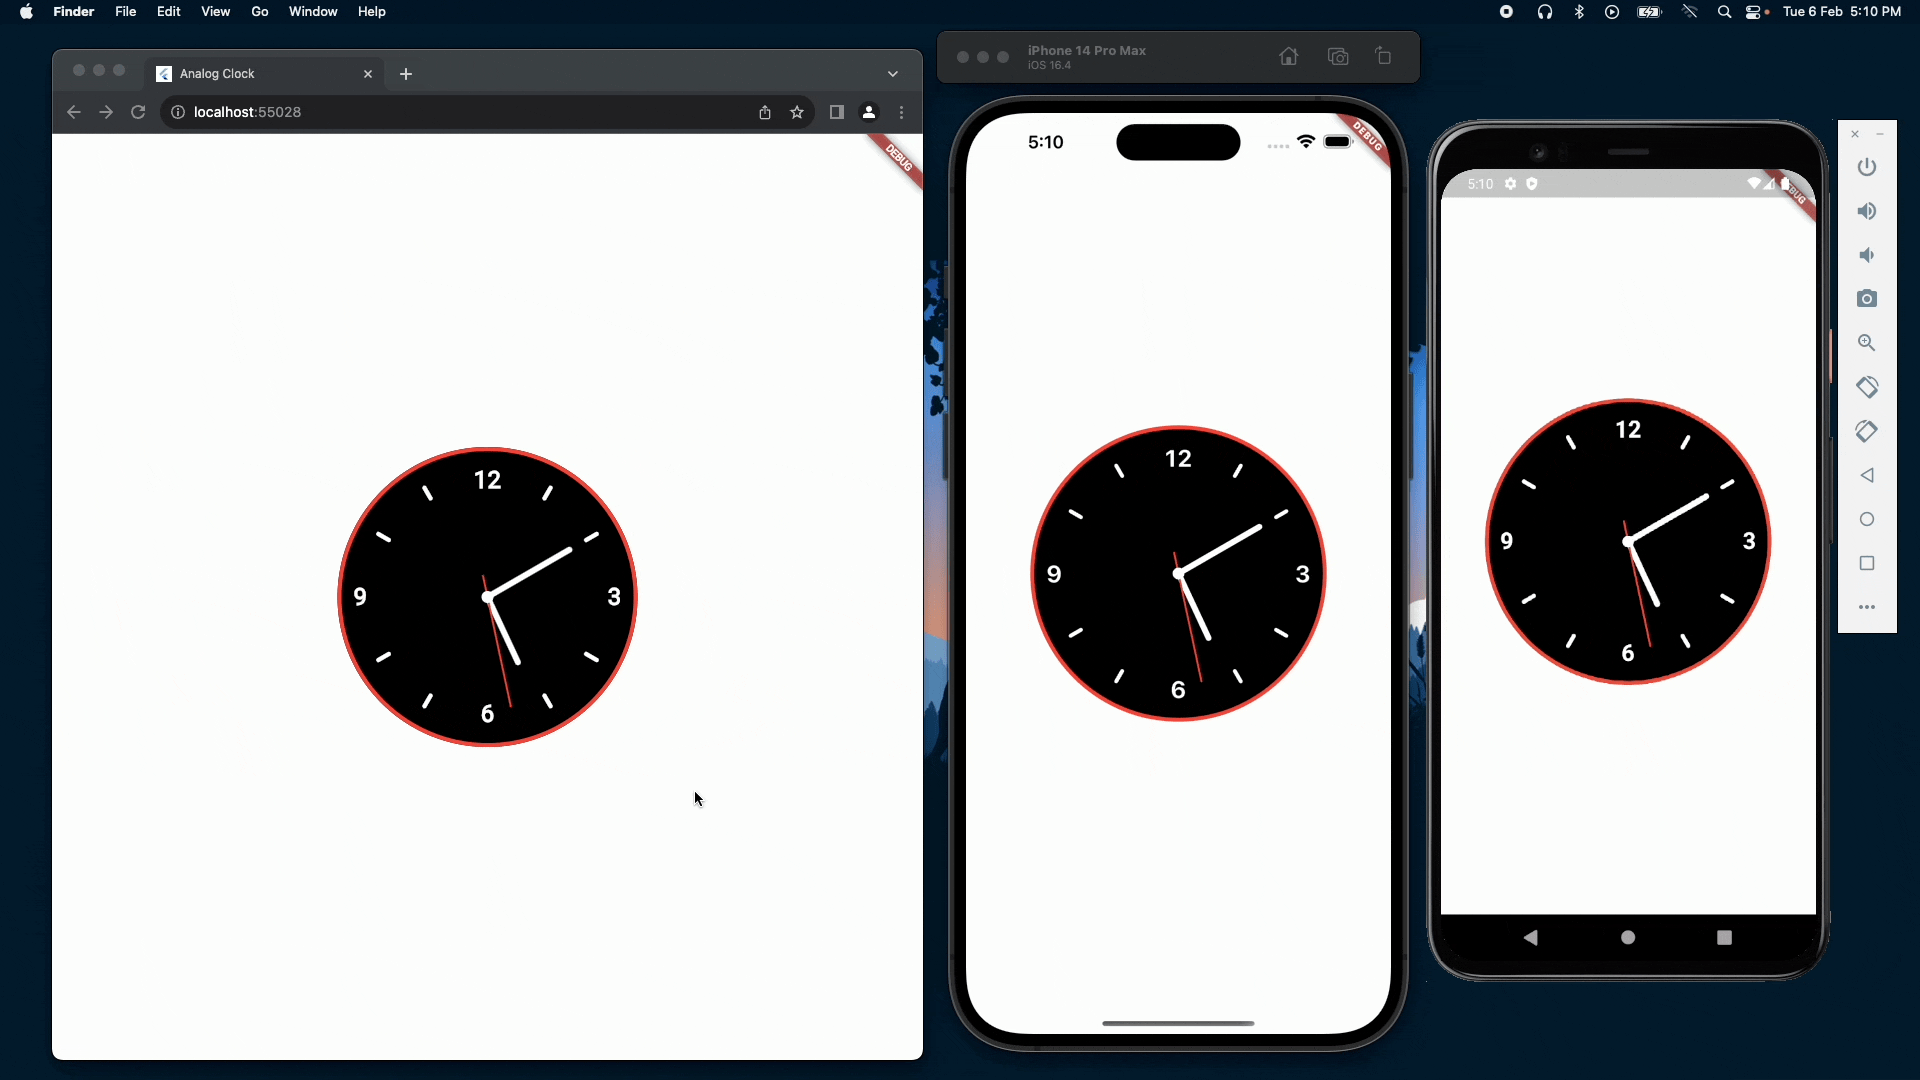 Finder File Edit View Go Window Help
Tue 6 Feb 5:10 PM
Analog Clock
localhost:55028
DEBUG
12
9
3
6
iPhone 14 Pro Max
iOS 16.4
5:10
DEBUG
12
9
3
6
5:10
BUG
12
9
3
6